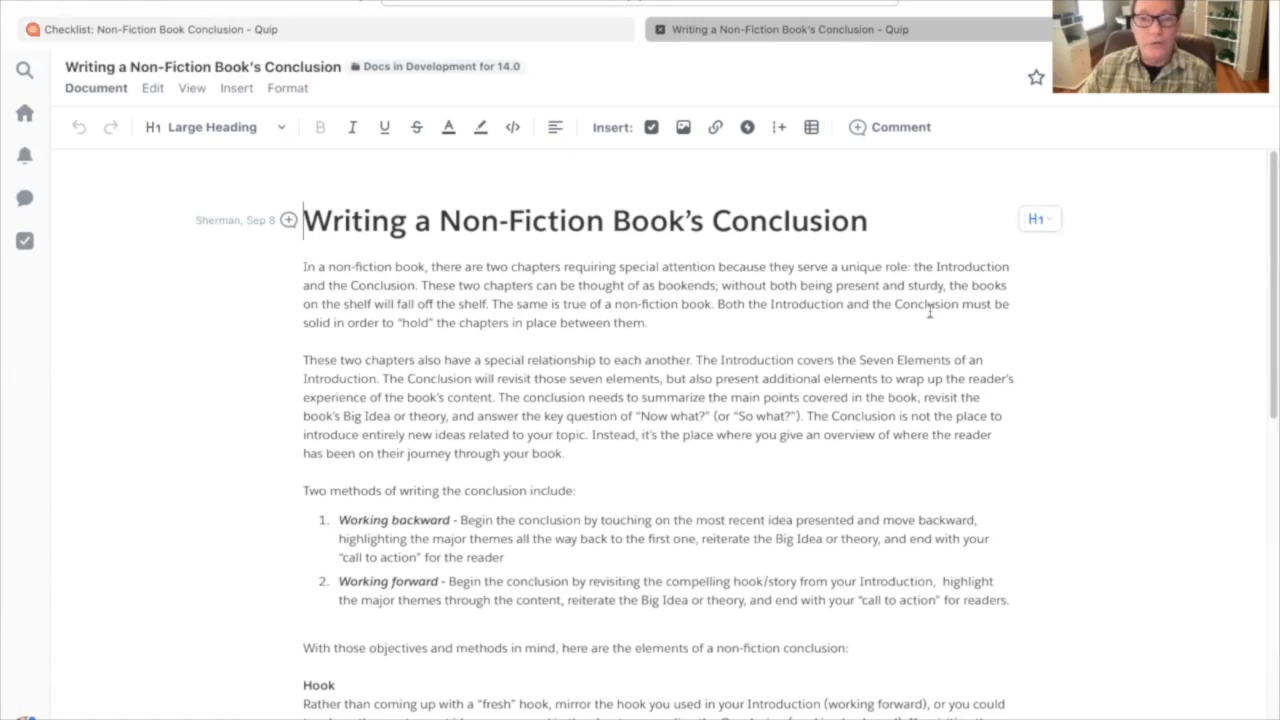 Checklist: Non-Fiction Book Conclusion - Quip
Writing a Non-Fiction Book's Conclusion - Quip
Writing a Non-Fiction Book's Conclusion
Docs in Development for 14.0
Document Edit View Insert Format
H1 Large Heading
B I U S A </>
Insert:
Comment
Sherman, Sep 8
Writing a Non-Fiction Book's Conclusion
H1
In a non-fiction book, there are two chapters requiring special attention because they serve a unique role: the Introduction
and the Conclusion. These two chapters can be thought of as bookends; without both being present and sturdy, the books
on the shelf will fall off the shelf. The same is true of a non-fiction book. Both the Introduction and the Conclusion must be
solid in order to "hold" the chapters in place between them.
These two chapters also have a special relationship to each another. The Introduction covers the Seven Elements of an
Introduction. The Conclusion will revisit those seven elements, but also present additional elements to wrap up the reader's
experience of the book's content. The conclusion needs to summarize the main points covered in the book, revisit the
book's Big Idea or theory, and answer the key question of "Now what?" (or "So what?"). The Conclusion is not the place to
introduce entirely new ideas related to your topic. Instead, it's the place where you give an overview of where the reader
has been on their journey through your book.
Two methods of writing the conclusion include:
1. Working backward - Begin the conclusion by touching on the most recent idea presented and move backward,
highlighting the major themes all the way back to the first one, reiterate the Big Idea or theory, and end with your
"call to action" for the reader
2. Working forward - Begin the conclusion by revisiting the compelling hook/story from your Introduction, highlight
the major themes through the content, reiterate the Big Idea or theory, and end with your "call to action" for readers.
With those objectives and methods in mind, here are the elements of a non-fiction conclusion:
Hook
Rather than coming up with a "fresh" hook, mirror the hook you used in your Introduction (working forward), or you could